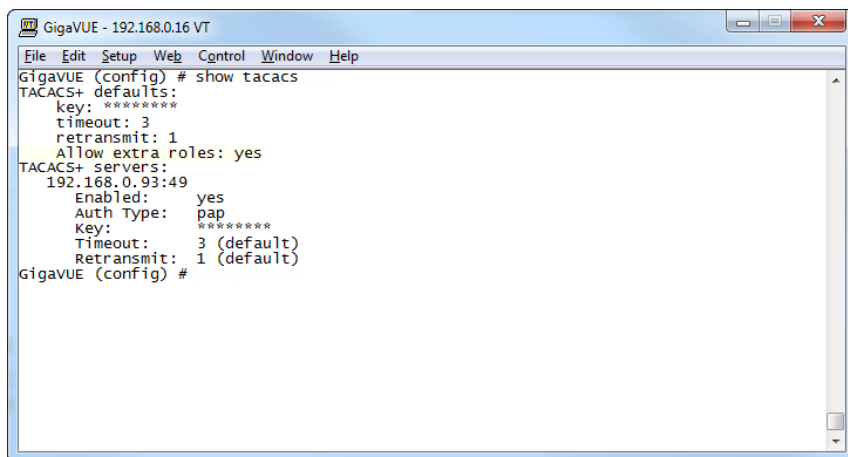 GigaVUE - 192.168.0.16 VT
File Edit Setup Web Control Window Help
GigaVUE (config) # show tacacs
TACACS+ defaults:
key: ********
timeout: 3
retransmit: 1
Allow extra roles: yes
TACACS+ servers:
192.168.0.93:49
Enabled: yes
Auth Type: pap
Key: ********
Timeout: 3 (default)
Retransmit: 1 (default)
GigaVUE (config) #